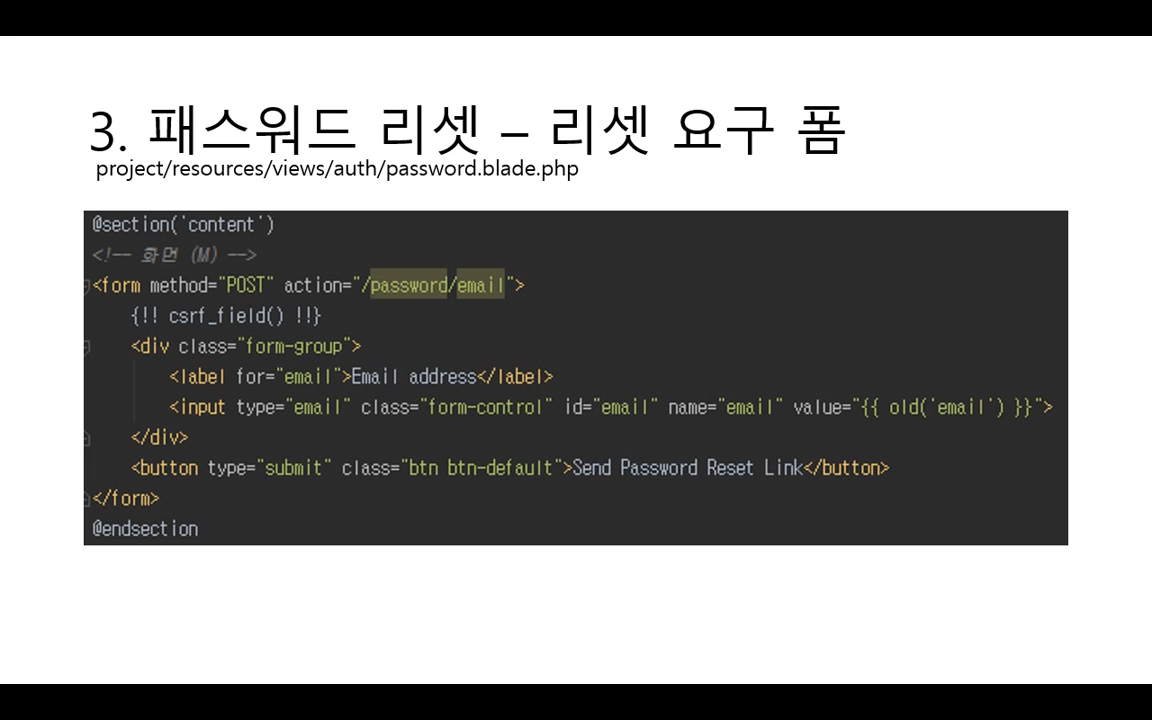 3. 패스워드 리셋 – 리셋 요구 폼
project/resources/views/auth/password.blade.php
@section('content')
<!-- 화면 (M) -->
<form method="POST" action="/password/email">
{!! csrf_field() !!}
<div class="form-group">
<label for="email">Email address</label>
<input type="email" class="form-control" id="email" name="email" value="{{ old('email') }}">
</div>
<button type="submit" class="btn btn-default">Send Password Reset Link</button>
</form>
@endsection